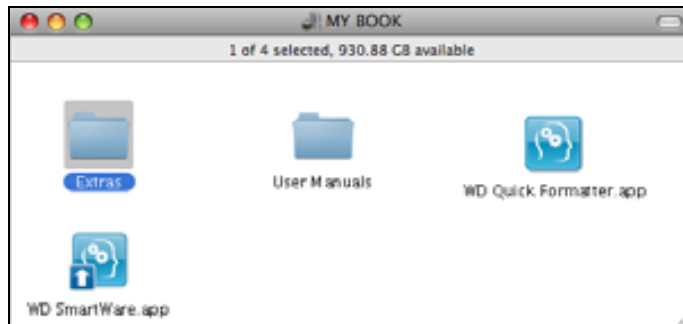 MY BOOK
1 of 4 selected, 930.88 GB available
Extras
User Manuals
WD Quick Formatter.app
WD SmartWare.app